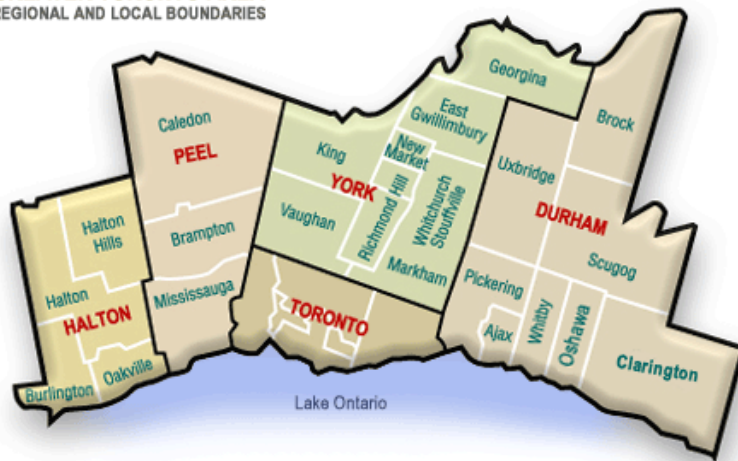 REGIONAL AND LOCAL BOUNDARIES
Georgina
Caledon
PEEL
East
Gwillimbury
Brock
King
New
Market
Uxbridge
YORK
Richmond Hill
Whitchurch
Stouffville
DURHAM
Halton
Hills
Brampton
Vaughan
Markham
Scugog
Halton
HALTON
Mississauga
TORONTO
Pickering
Ajax
Whitby
Oshawa
Clarington
Burlington
Oakville
Lake Ontario